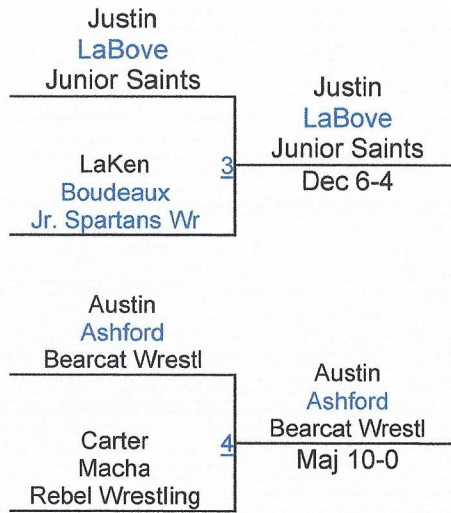 Justin
LaBove
Junior Saints
LaKen
Boudeaux
Jr. Spartans Wr
3
Justin
LaBove
Junior Saints
Dec 6-4
Austin
Ashford
Bearcat Wrestl
Carter
Macha
Rebel Wrestling
4
Austin
Ashford
Bearcat Wrestl
Maj 10-0